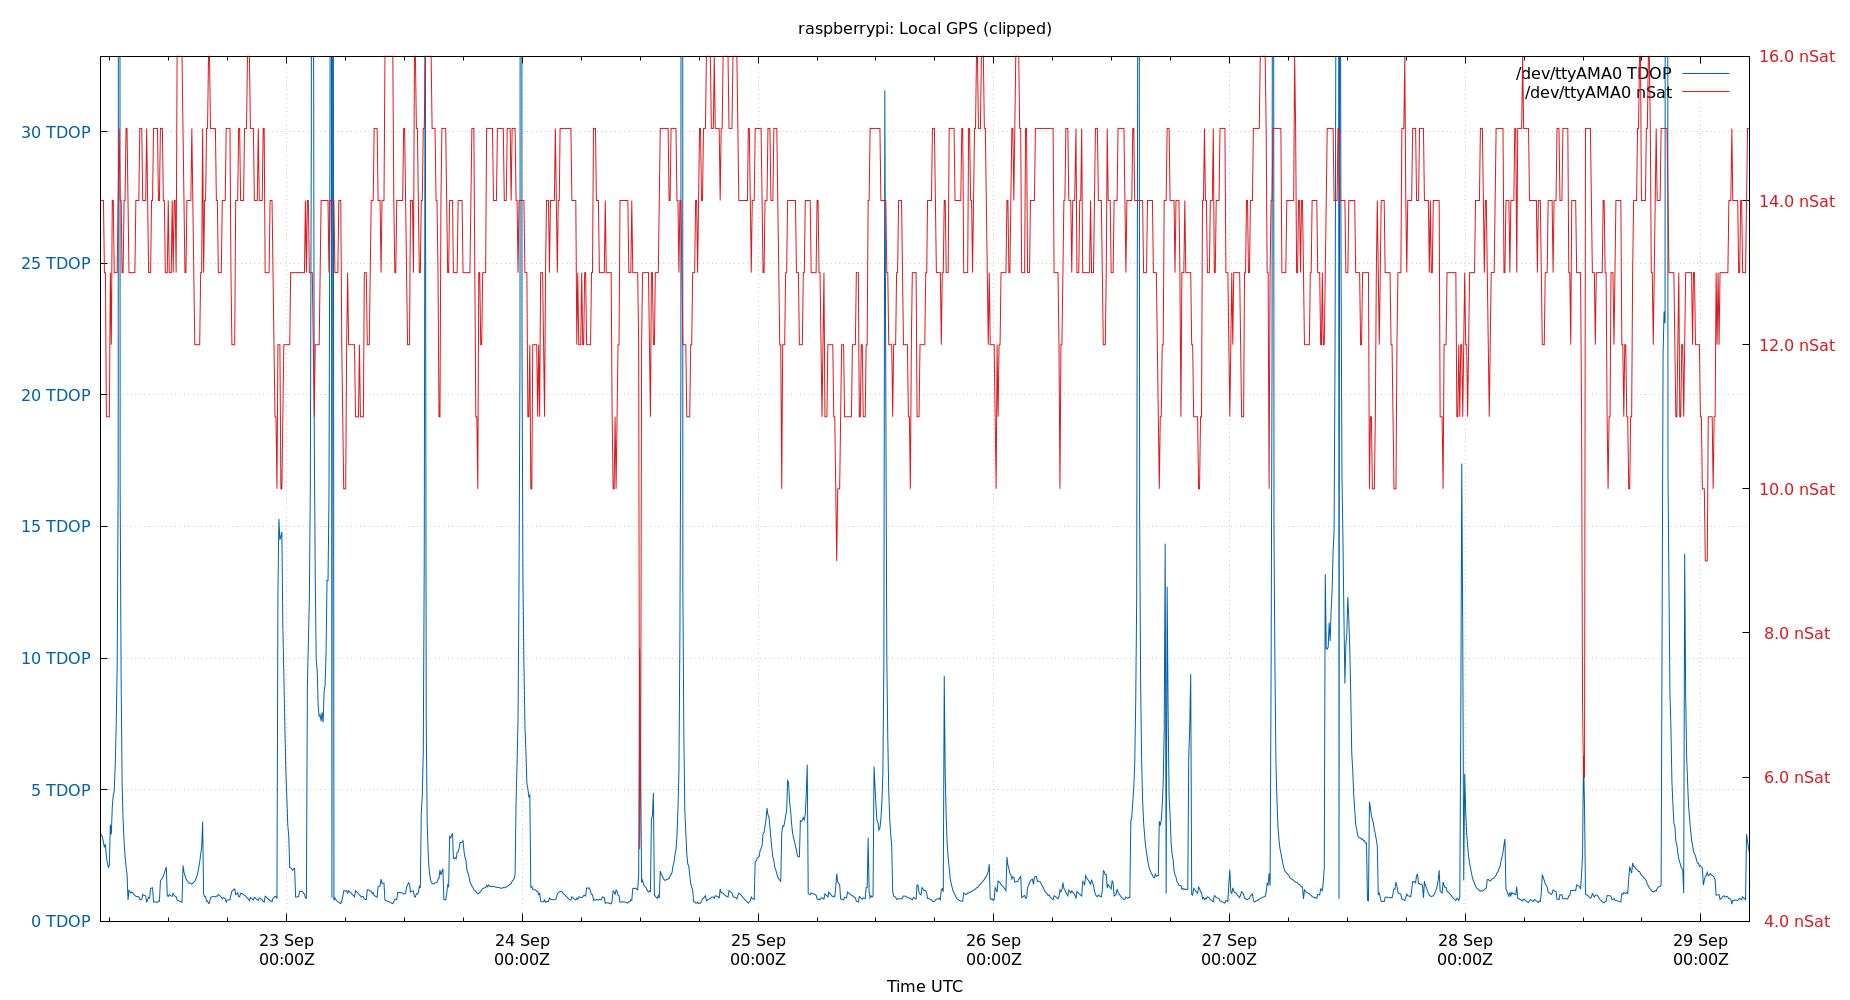 raspberrypi: Local GPS (clipped)
16.0 nSat
/dev/ttyAMA0 TDOP
/dev/ttyAMA0 nSat
30 TDOP
14.0 nSat
25 TDOP
12.0 nSat
20 TDOP
10.0 nSat
15 TDOP
8.0 nSat
10 TDOP
6.0 nSat
5 TDOP
4.0 nSat
0 TDOP
23 Sep
00:00Z
24 Sep
00:00Z
25 Sep
00:00Z
26 Sep
00:00Z
27 Sep
00:00Z
28 Sep
00:00Z
29 Sep
00:00Z
Time UTC